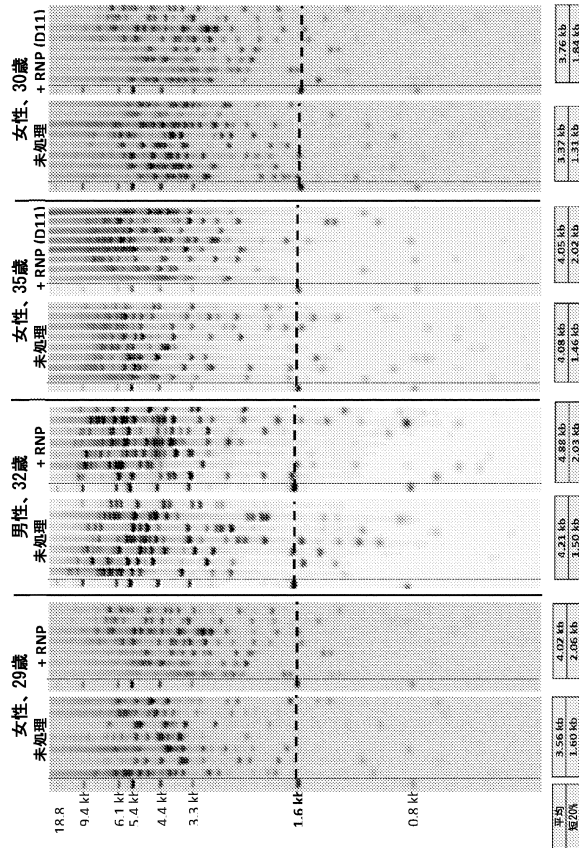 女性、29歳
未処理 + RNP
男性、32歳
未処理 + RNP
女性、35歳
未処理 + RNP (D11)
女性、30歳
未処理 + RNP (D11)
18.8
9.4 kb
6.1 kb
5.4 kb
4.4 kb
3.3 kb
1.6 kb
0.8 kb
平均 3.56 kb 4.02 kb 4.21 kb 4.88 kb 4.08 kb 4.05 kb 3.37 kb 3.76 kb
短20% 1.60 kb 2.06 kb 1.50 kb 2.03 kb 1.46 kb 2.02 kb 1.31 kb 1.84 kb